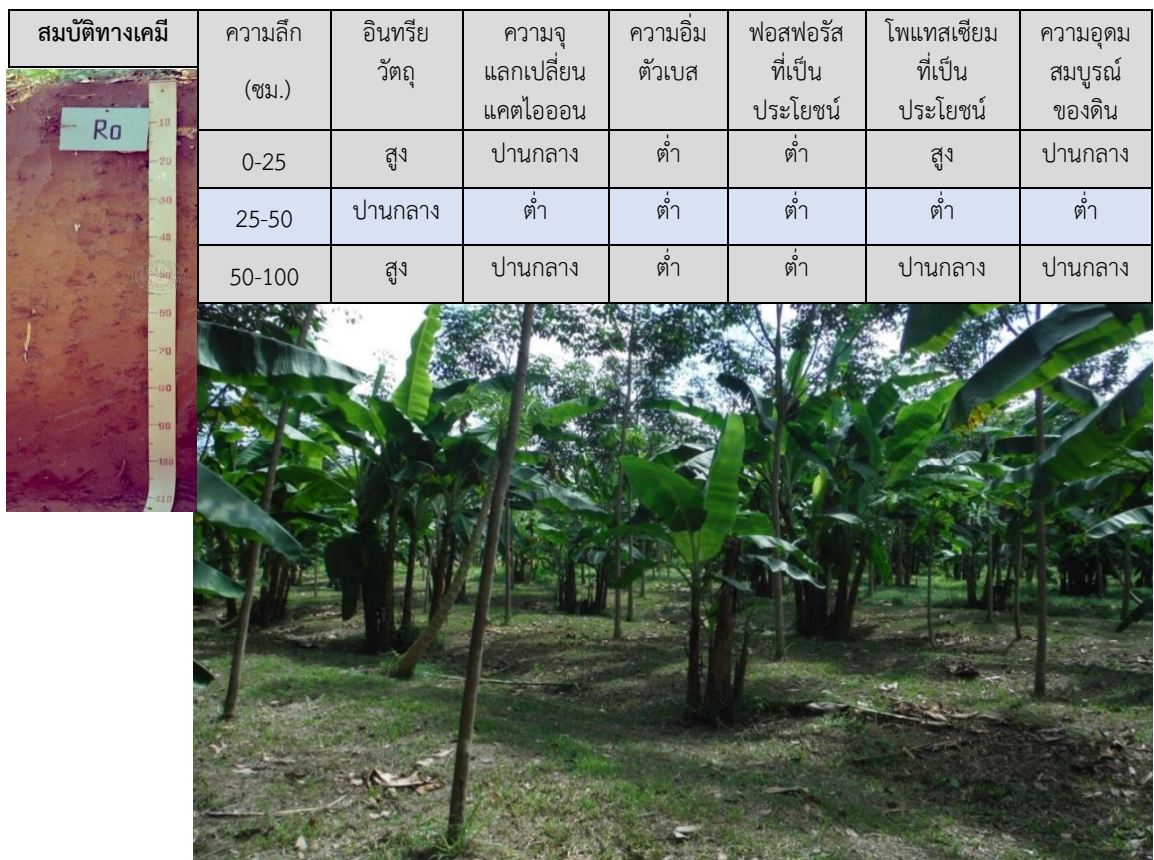 สมบัติทางเคมี
ความลึก
(ซม.)
อินทรีย
วัตถุ
ความจุ
แลกเปลี่ยน
แคตไอออน
ความอิ่ม
ตัวเบส
ฟอสฟอรัส
ที่เป็น
ประโยชน์
โพแทสเซียม
ที่เป็น
ประโยชน์
ความอุดม
สมบูรณ์
ของดิน
0-25 สูง ปานกลาง ต่ำ ต่ำ สูง ปานกลาง
25-50 ปานกลาง ต่ำ ต่ำ ต่ำ ต่ำ ต่ำ
50-100 สูง ปานกลาง ต่ำ ต่ำ ปานกลาง ปานกลาง
Ro
10
20
30
40
60
70
80
90
100
110